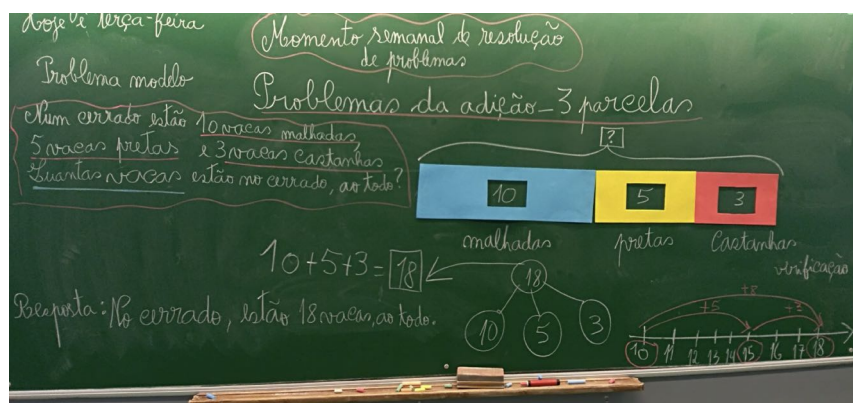 Hoje é terça-feira
Momento semanal de resolução
de problemas
Problema modelo
Problemas da adição - 3 parcelas
Num cerrado estão 10 vacas malhadas,
5 vacas pretas e 3 vacas castanhas
Quantas vacas estão no cerrado, ao todo?
?
10 5 3
malhadas pretas Castanhas
10+5+3=18
18
10 5 3
Resposta: No cerrado, estão 18 vacas, ao todo.
verificação
+8
+5
10 11 12 13 14 15 16 17 18